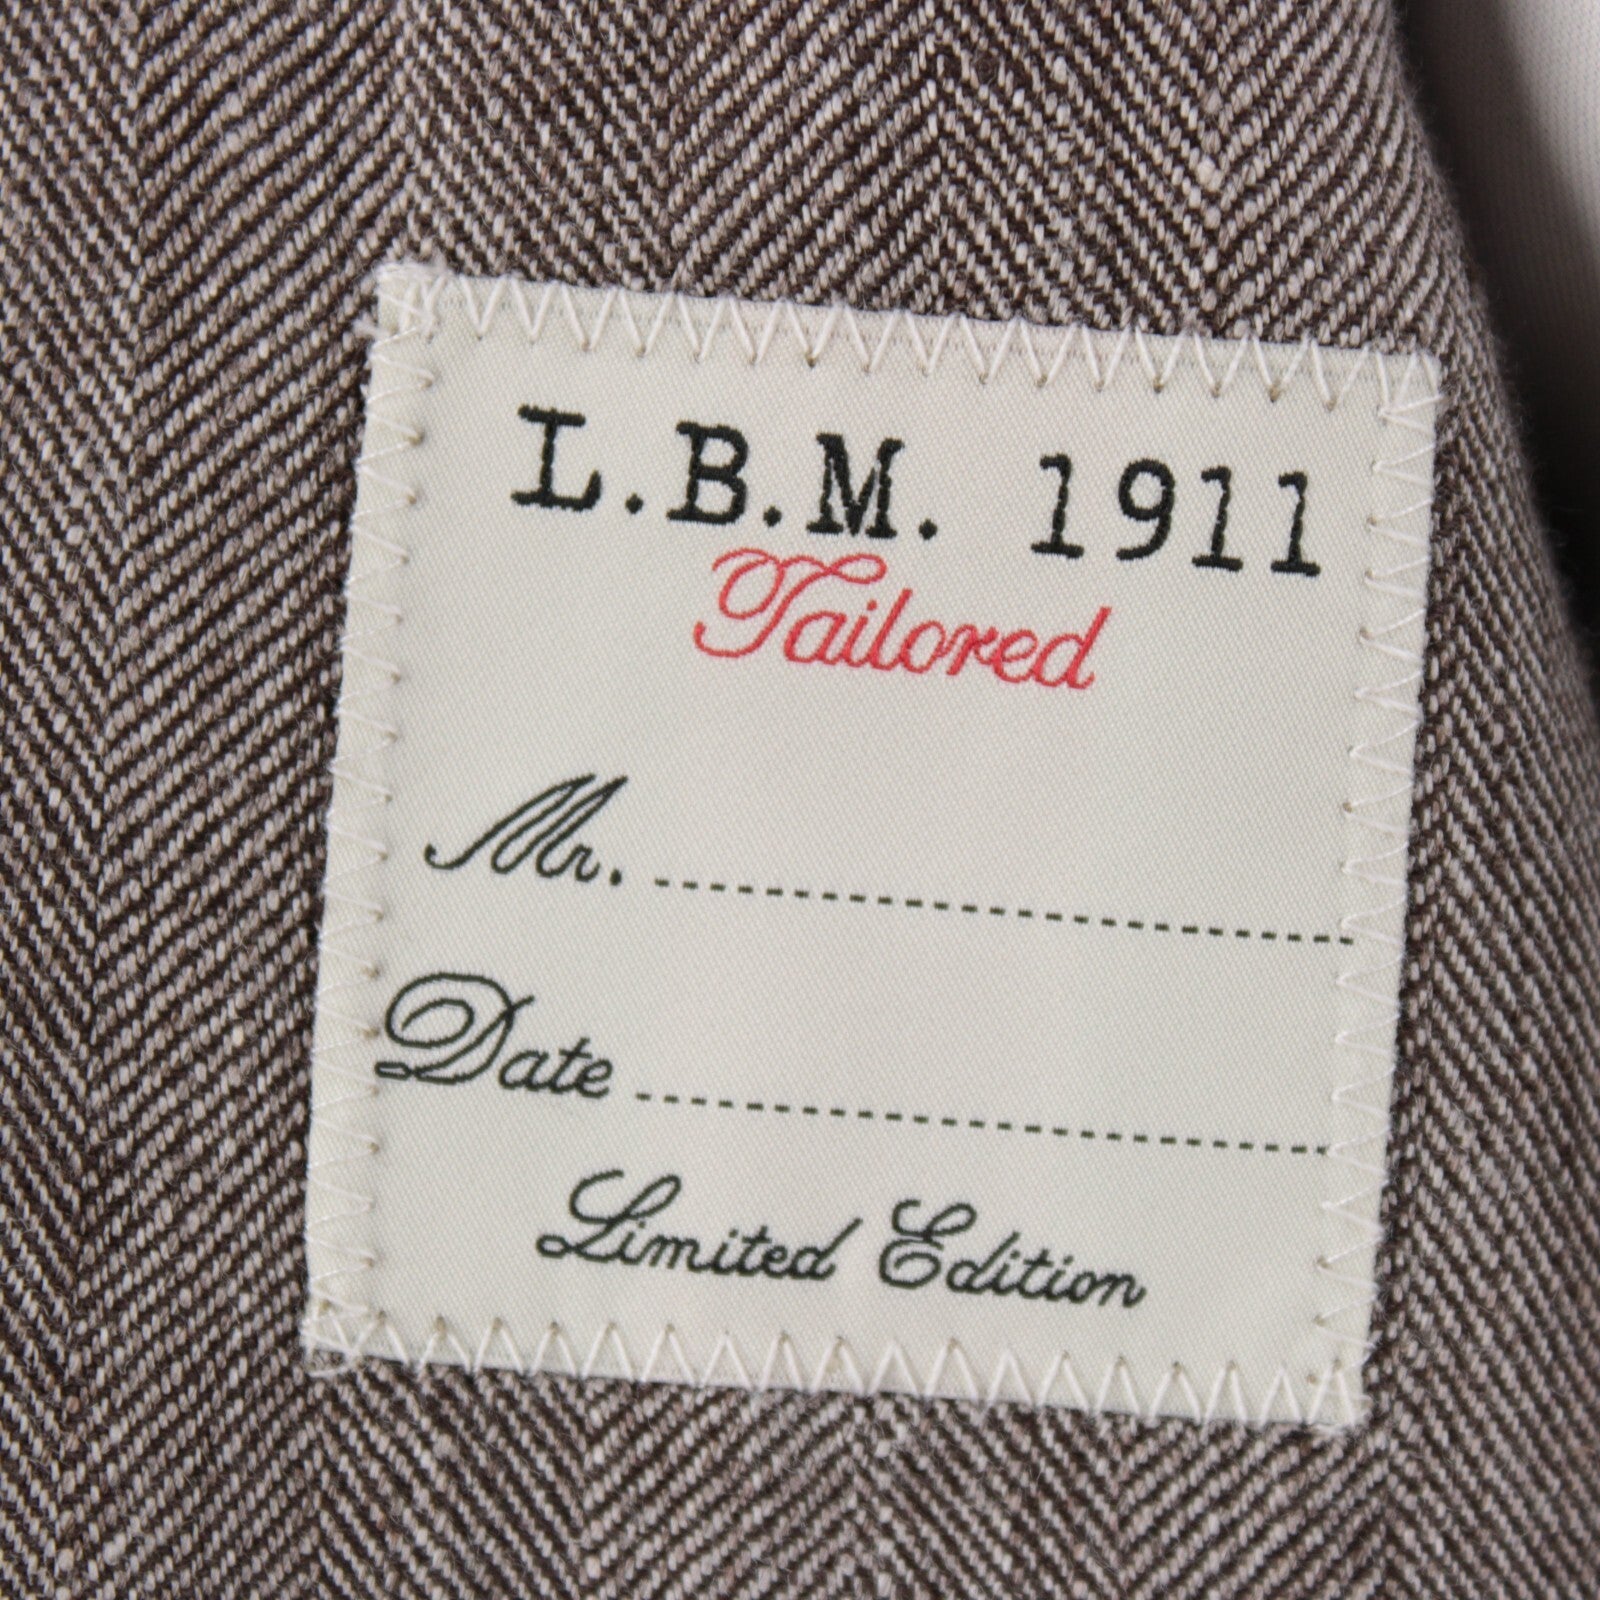 L.B.M. 1911
Tailored
Mr. --------------------------
Date --------------------------
Limited Edition